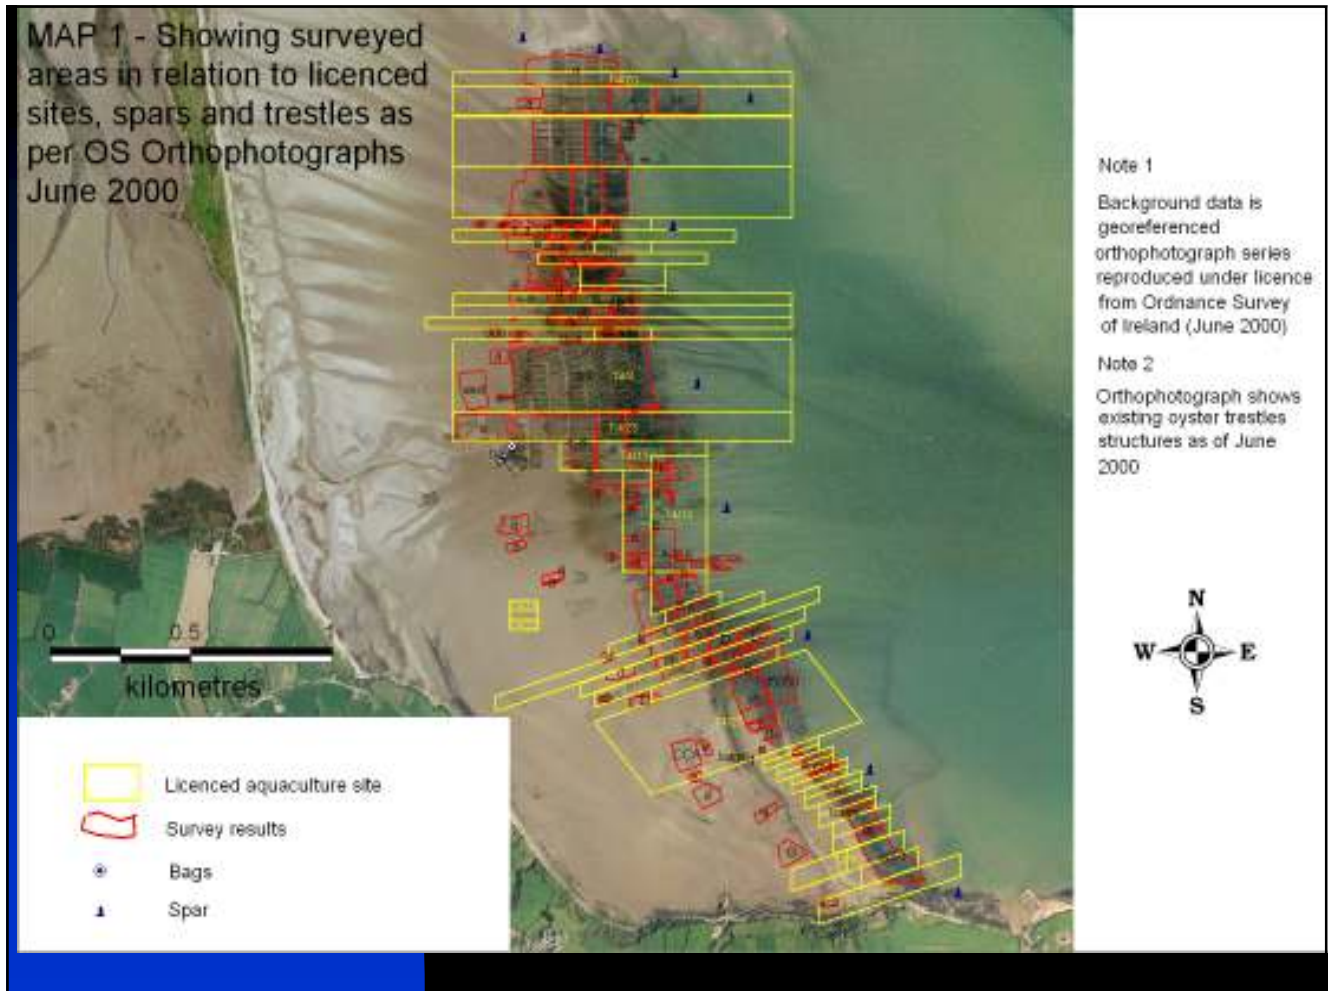 MAP 1 - Showing surveyed
areas in relation to licenced
sites, spars and trestles as
per OS Orthophotographs
June 2000
Note 1
Background data is
georeferenced
orthophotograph series
reproduced under licence
from Ordnance Survey
of Ireland (June 2000)
Note 2
Orthophotograph shows
existing oyster trestles
structures as of June
2000
N
W E
S
0 0.5 1
kilometres
Licenced aquaculture site
Survey results
Bags
Spar